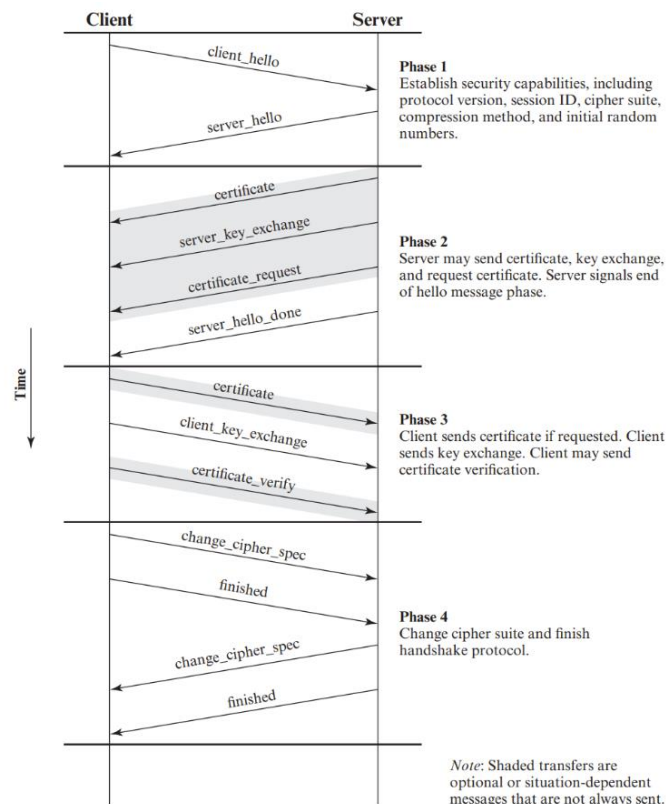 Client
Server
client_hello
server_hello
Phase 1
Establish security capabilities, including
protocol version, session ID, cipher suite,
compression method, and initial random
numbers.
certificate
server_key_exchange
certificate_request
server_hello_done
Phase 2
Server may send certificate, key exchange,
and request certificate. Server signals end
of hello message phase.
Time
certificate
client_key_exchange
certificate_verify
Phase 3
Client sends certificate if requested. Client
sends key exchange. Client may send
certificate verification.
change_cipher_spec
finished
change_cipher_spec
finished
Phase 4
Change cipher suite and finish
handshake protocol.
Note: Shaded transfers are
optional or situation-dependent
messages that are not always sent.